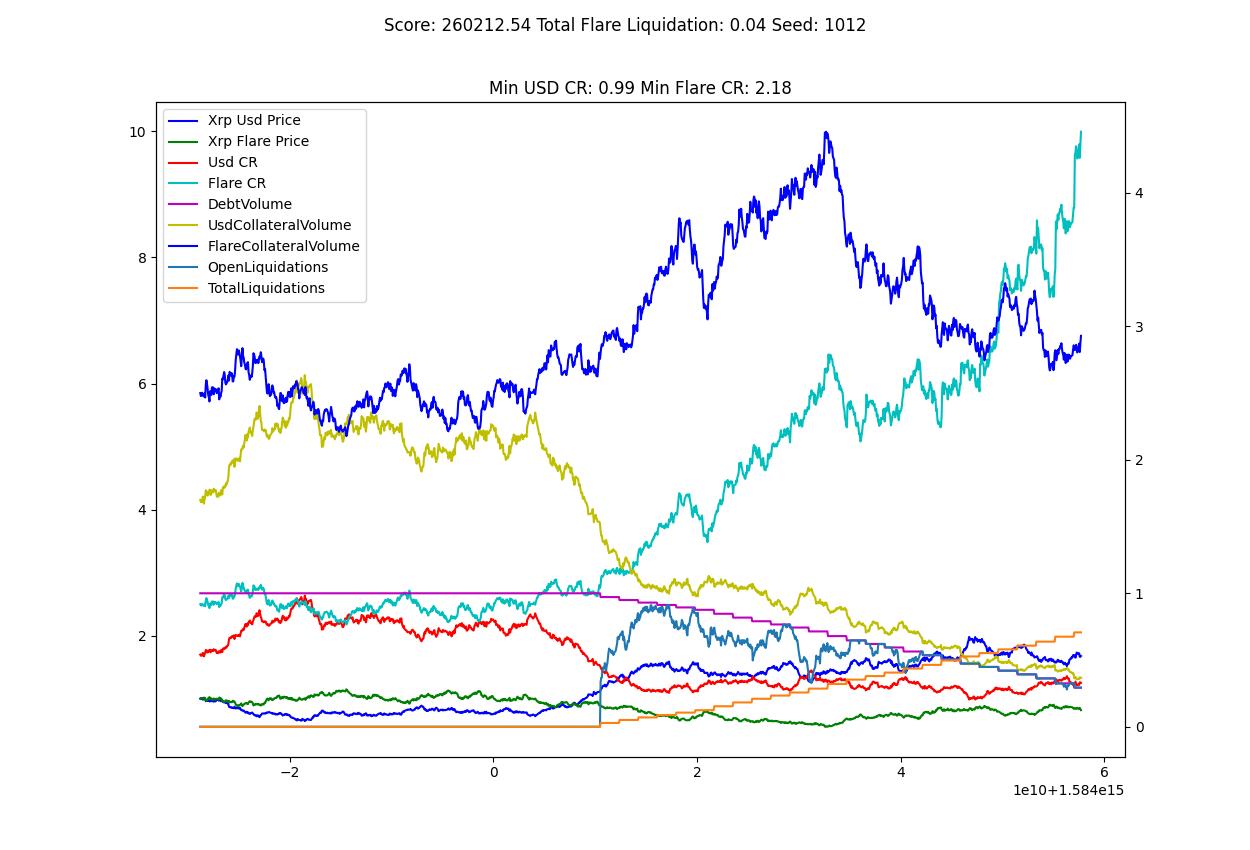 Score: 260212.54 Total Flare Liquidation: 0.04 Seed: 1012
Min USD CR: 0.99 Min Flare CR: 2.18
Xrp Usd Price
Xrp Flare Price
Usd CR
Flare CR
DebtVolume
UsdCollateralVolume
FlareCollateralVolume
OpenLiquidations
TotalLiquidations
10
8
6
4
2
4
3
2
1
0
−2
0
2
4
6
1e10+1.584e15